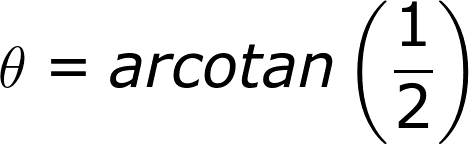 θ = arcotan (1/2)